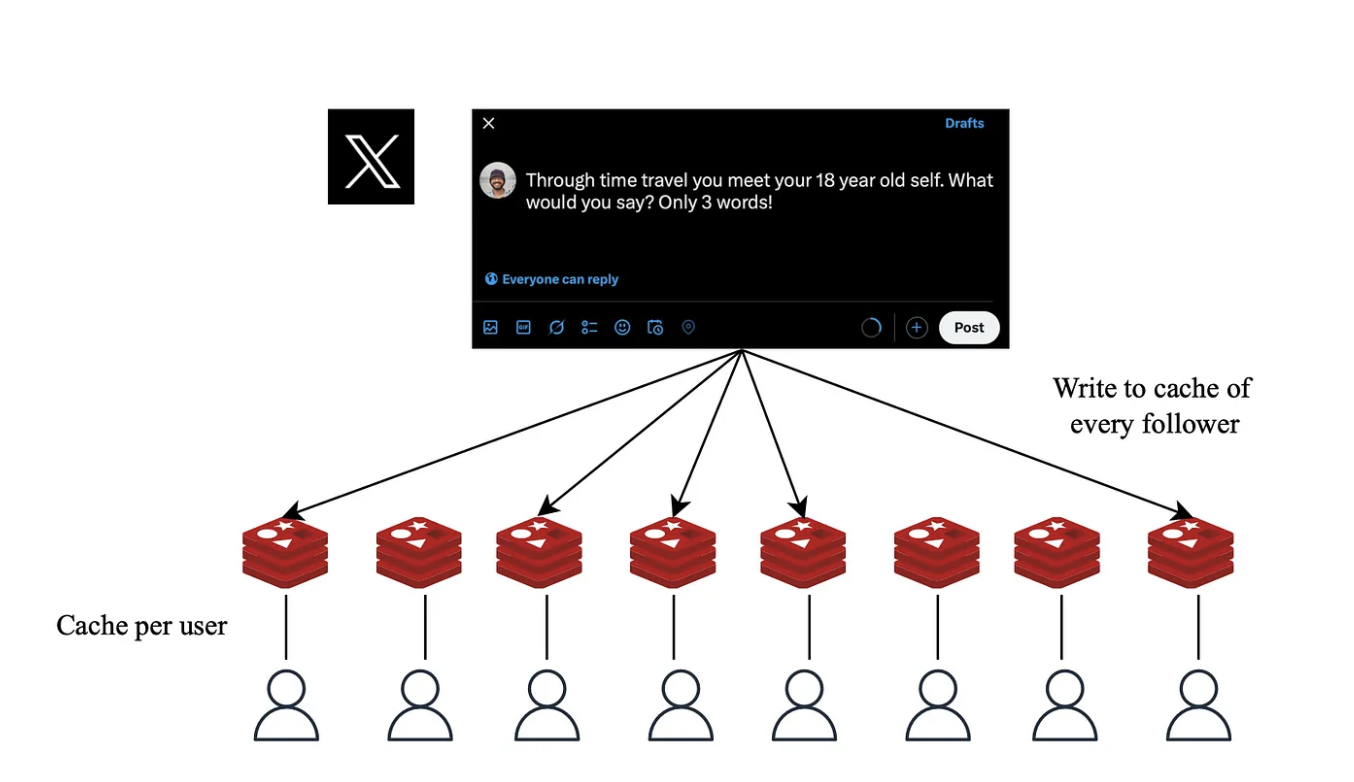 X
Drafts
Through time travel you meet your 18 year old self. What
would you say? Only 3 words!
Everyone can reply
GIF
Post
Write to cache of
every follower
Cache per user